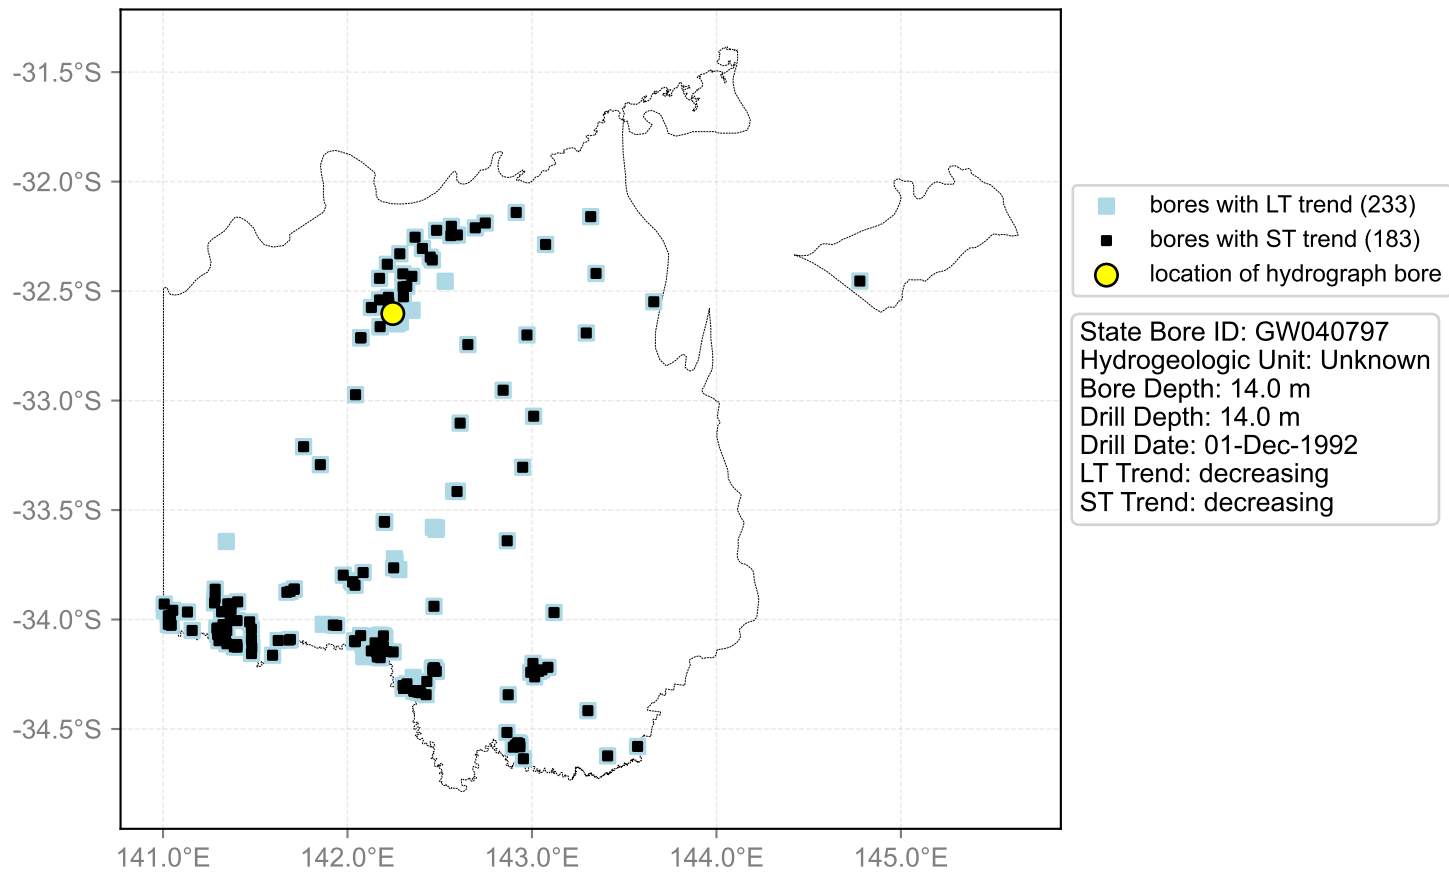 -31.5°S
-32.0°S
-32.5°S
-33.0°S
-33.5°S
-34.0°S
-34.5°S
141.0°E
142.0°E
143.0°E
144.0°E
145.0°E
bores with LT trend (233)
bores with ST trend (183)
location of hydrograph bore
State Bore ID: GW040797
Hydrogeologic Unit: Unknown
Bore Depth: 14.0 m
Drill Depth: 14.0 m
Drill Date: 01-Dec-1992
LT Trend: decreasing
ST Trend: decreasing